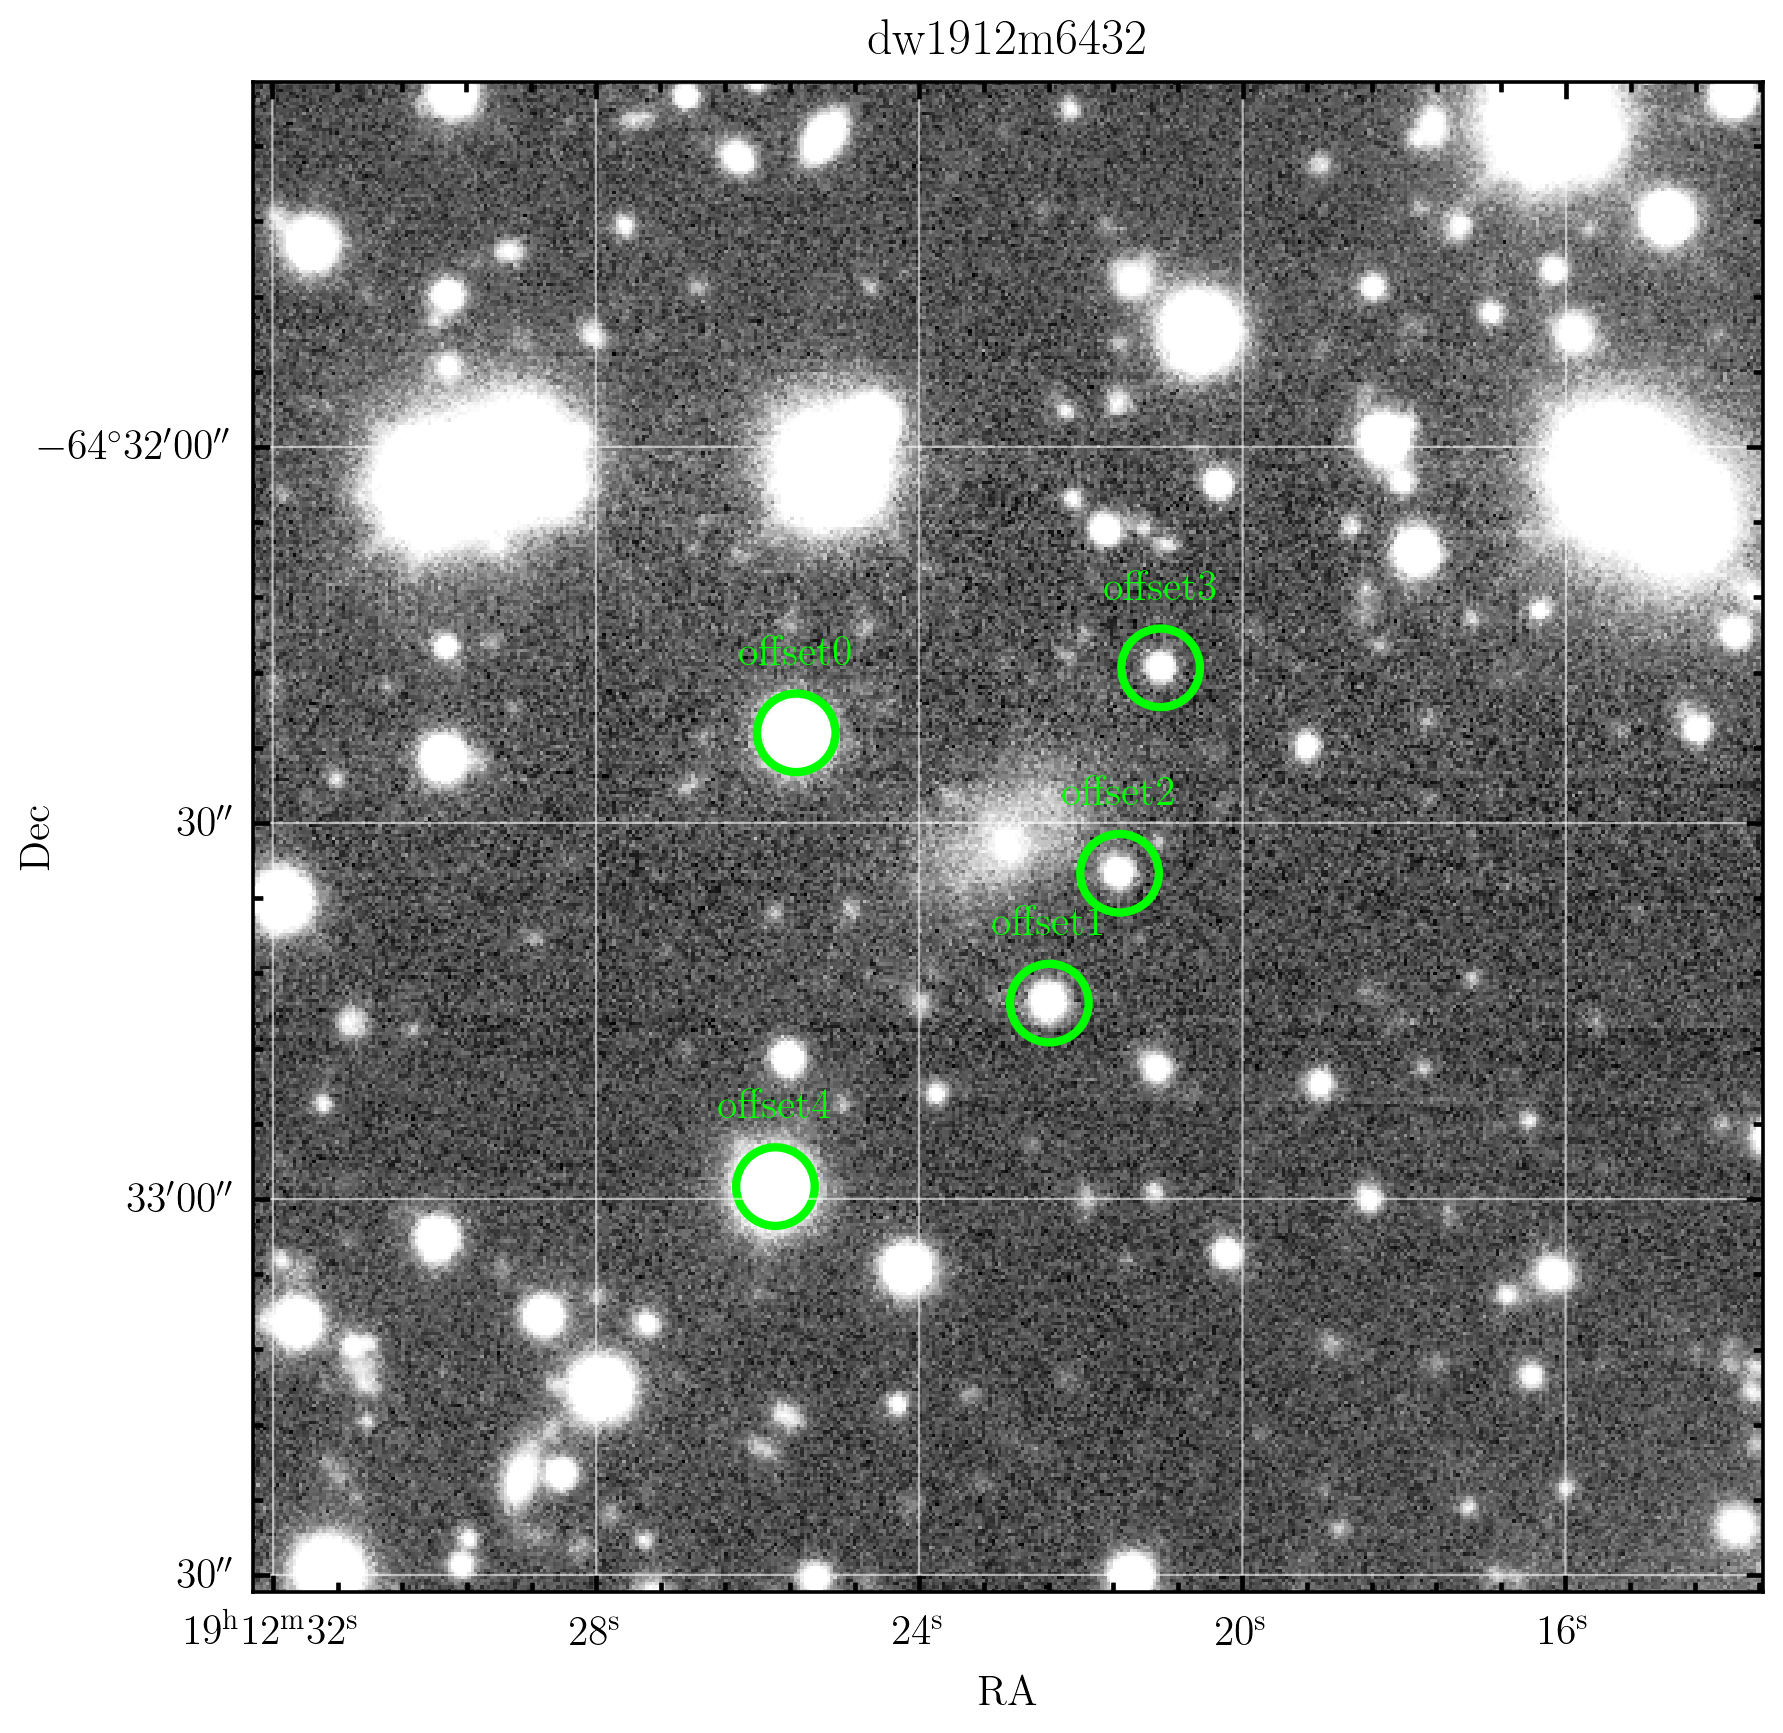 dw1912m6432
offset3
−64°32′00″
offset0
offset2
30″
offset1
offset4
33′00″
30″
19ʰ12ᵐ32ˢ 28ˢ 24ˢ 20ˢ 16ˢ
Dec
RA